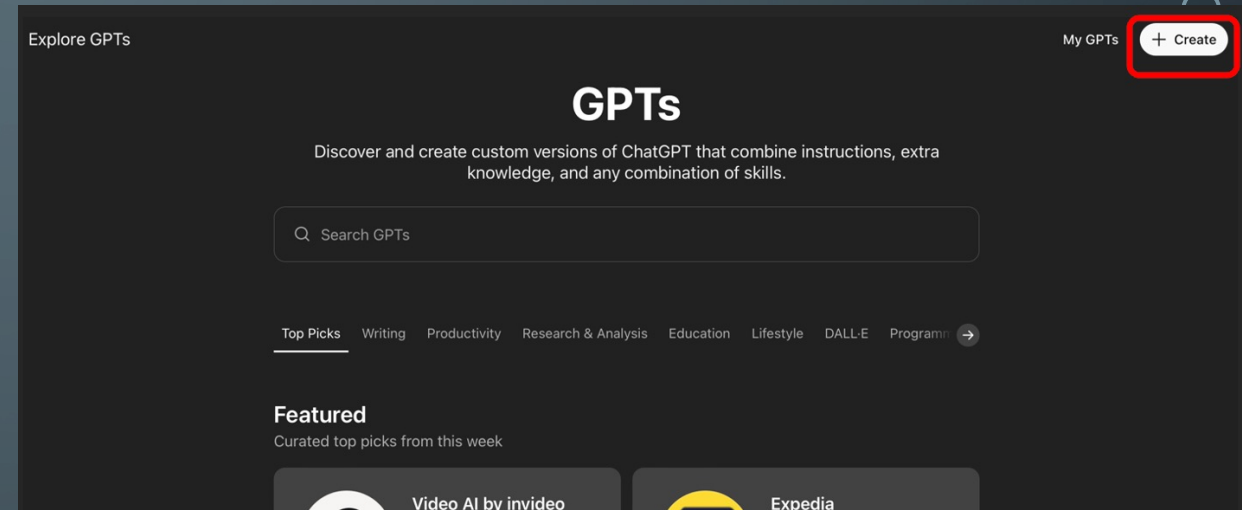 Explore GPTs
My GPTs
+ Create
GPTs
Discover and create custom versions of ChatGPT that combine instructions, extra
knowledge, and any combination of skills.
Search GPTs
Top Picks Writing Productivity Research & Analysis Education Lifestyle DALL·E Programm
Featured
Curated top picks from this week
Video AI by invideo
Expedia